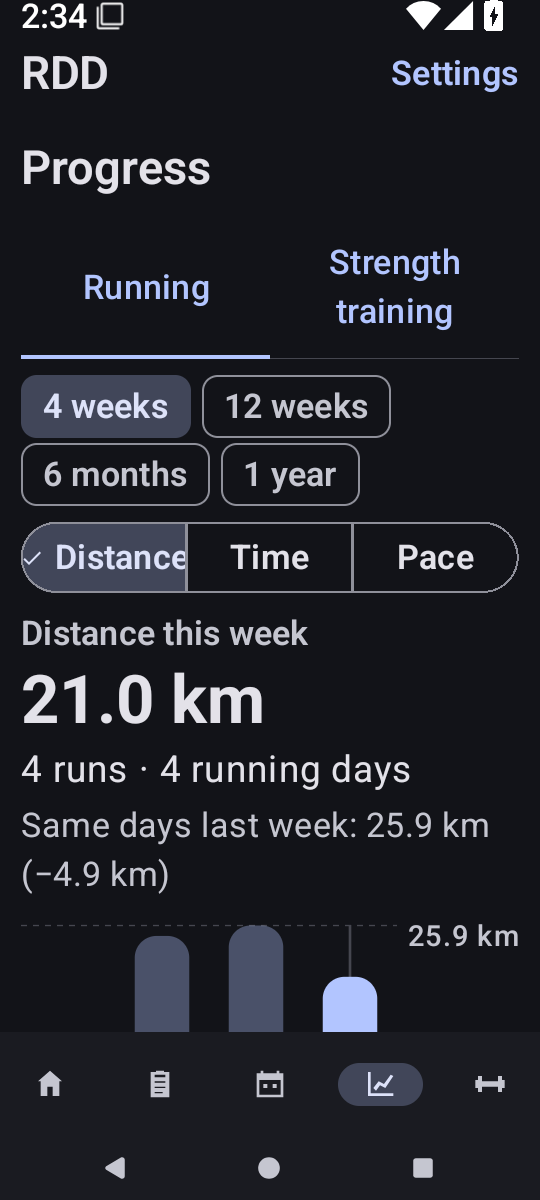 2:34
RDD
Settings
Progress
Running
Strength
training
4 weeks
12 weeks
6 months
1 year
Distance
Time
Pace
Distance this week
21.0 km
4 runs · 4 running days
Same days last week: 25.9 km
(−4.9 km)
25.9 km